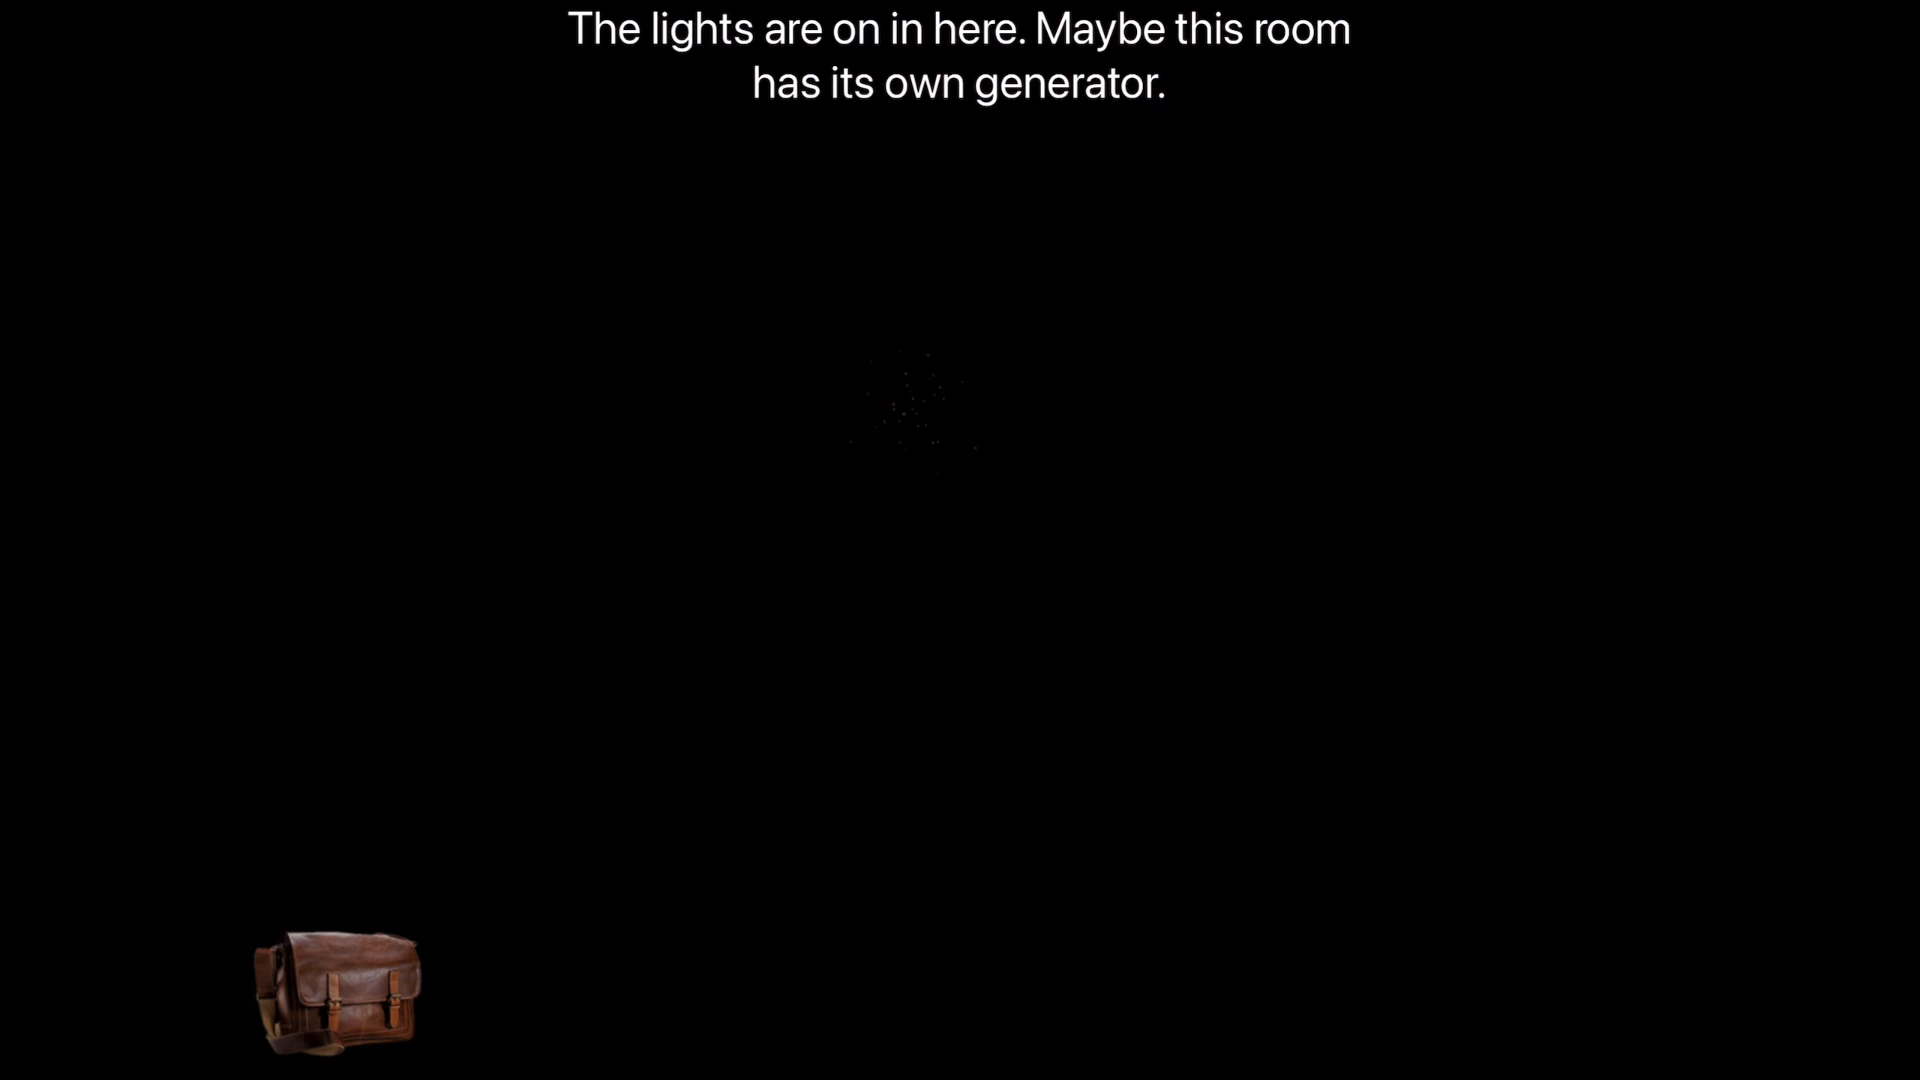 The lights are on in here. Maybe this room
has its own generator.